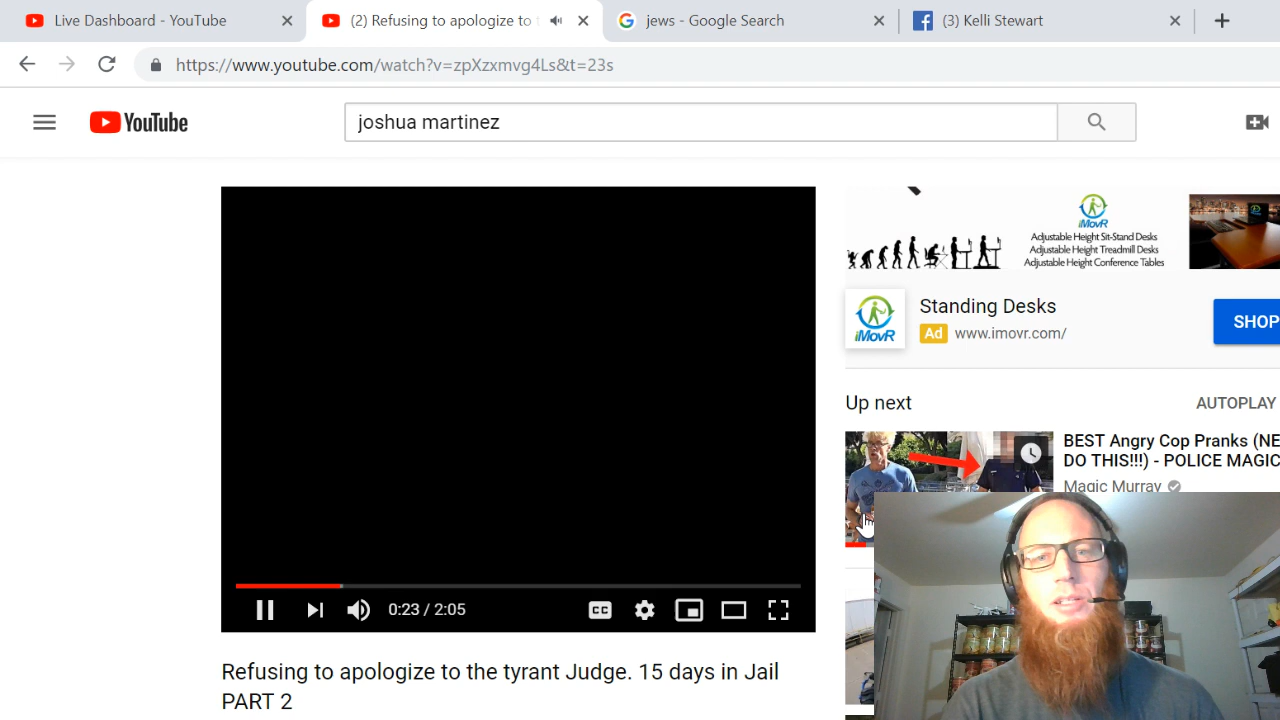 Live Dashboard - YouTube
(2) Refusing to apologize to t
jews - Google Search
(3) Kelli Stewart
https://www.youtube.com/watch?v=zpXzxmvg4Ls&t=23s
YouTube
joshua martinez
iMovR
Adjustable Height Sit-Stand Desks
Adjustable Height Treadmill Desks
Adjustable Height Conference Tables
iMovR
Standing Desks
Ad www.imovr.com/
SHOP
Up next
AUTOPLAY
BEST Angry Cop Pranks (NE
DO THIS!!!) - POLICE MAGIC
Magic Murray
0:23 / 2:05
CC
Refusing to apologize to the tyrant Judge. 15 days in Jail
PART 2